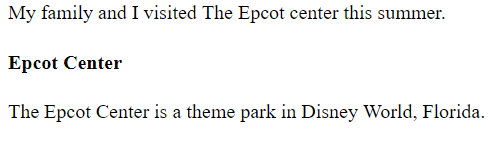 My family and I visited The Epcot center this summer.
Epcot Center
The Epcot Center is a theme park in Disney World, Florida.